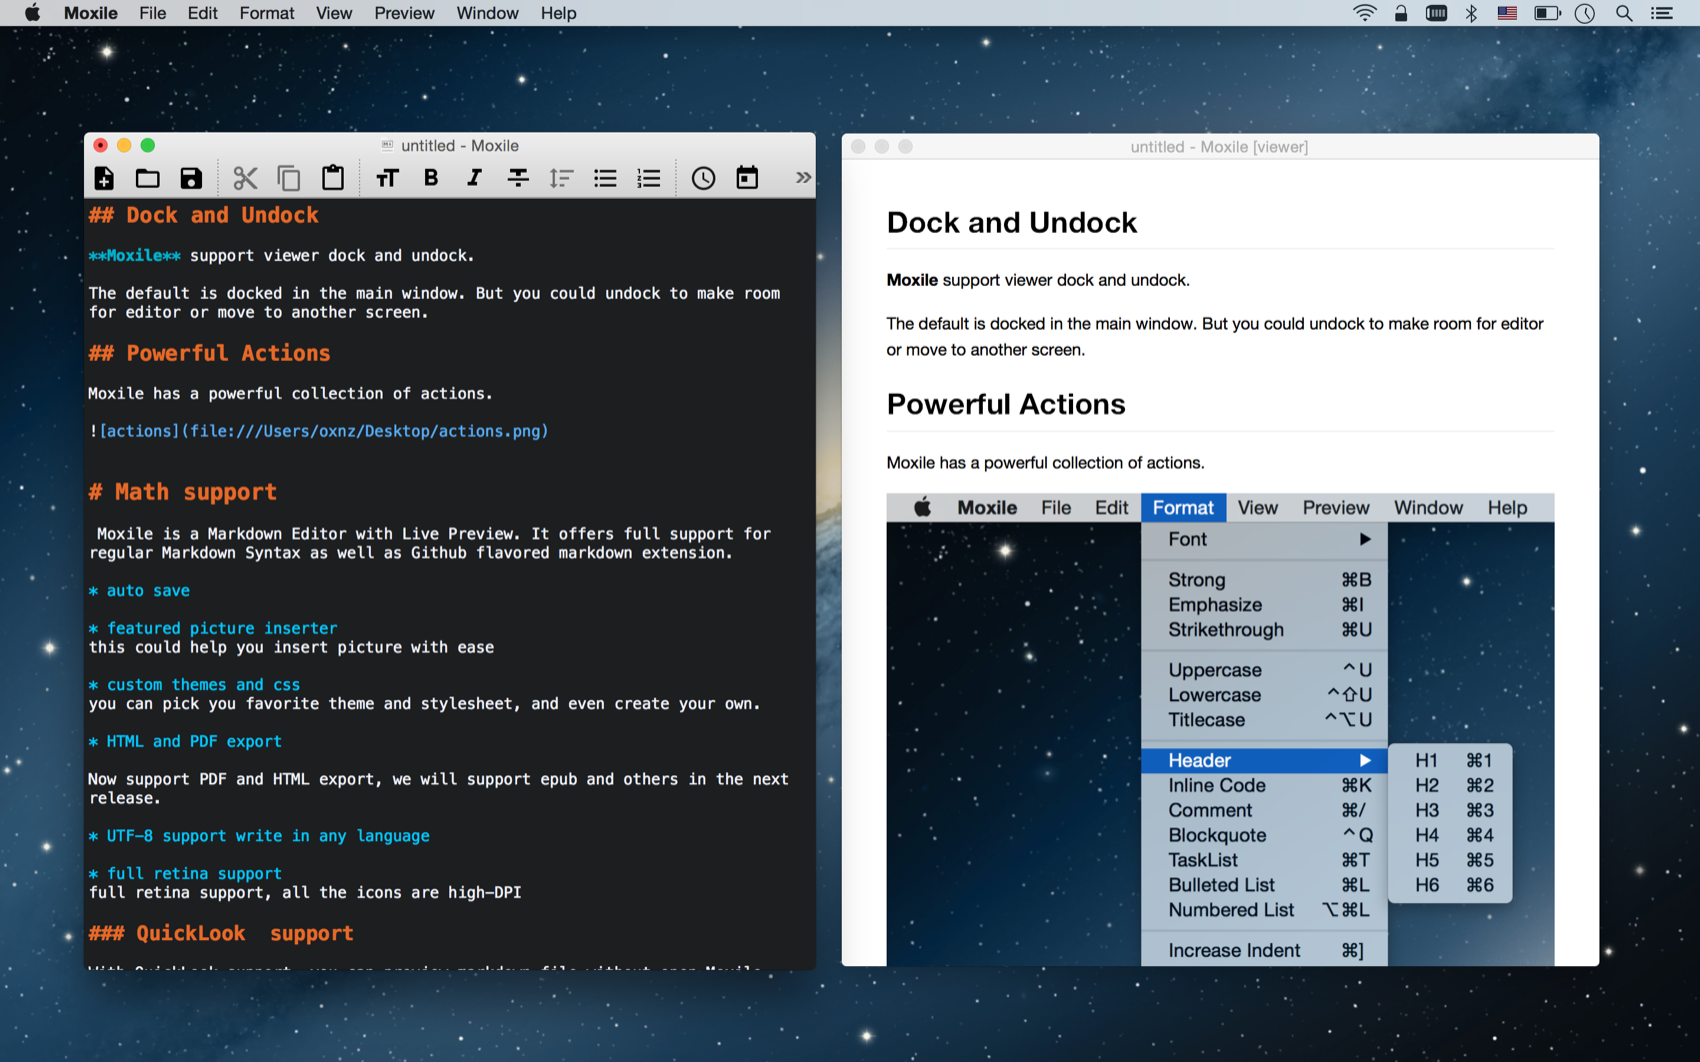 Moxile File Edit Format View Preview Window Help
untitled - Moxile
## Dock and Undock
**Moxile** support viewer dock and undock.
The default is docked in the main window. But you could undock to make room
for editor or move to another screen.
## Powerful Actions
Moxile has a powerful collection of actions.
![actions](file:///Users/oxnz/Desktop/actions.png)
# Math support
Moxile is a Markdown Editor with Live Preview. It offers full support for
regular Markdown Syntax as well as Github flavored markdown extension.
* auto save
* featured picture inserter
this could help you insert picture with ease
* custom themes and css
you can pick you favorite theme and stylesheet, and even create your own.
* HTML and PDF export
Now support PDF and HTML export, we will support epub and others in the next
release.
* UTF-8 support write in any language
* full retina support
full retina support, all the icons are high-DPI
### QuickLook  support
untitled - Moxile [viewer]
Dock and Undock
Moxile support viewer dock and undock.
The default is docked in the main window. But you could undock to make room for editor
or move to another screen.
Powerful Actions
Moxile has a powerful collection of actions.
Moxile File Edit Format View Preview Window Help
Font ▶
Strong ⌘B
Emphasize ⌘I
Strikethrough ⌘U
Uppercase ^U
Lowercase ^⇧U
Titlecase ^⌥U
Header ▶ H1 ⌘1
Inline Code ⌘K H2 ⌘2
Comment ⌘/ H3 ⌘3
Blockquote ^Q H4 ⌘4
TaskList ⌘T H5 ⌘5
Bulleted List ⌘L H6 ⌘6
Numbered List ⌥⌘L
Increase Indent ⌘]